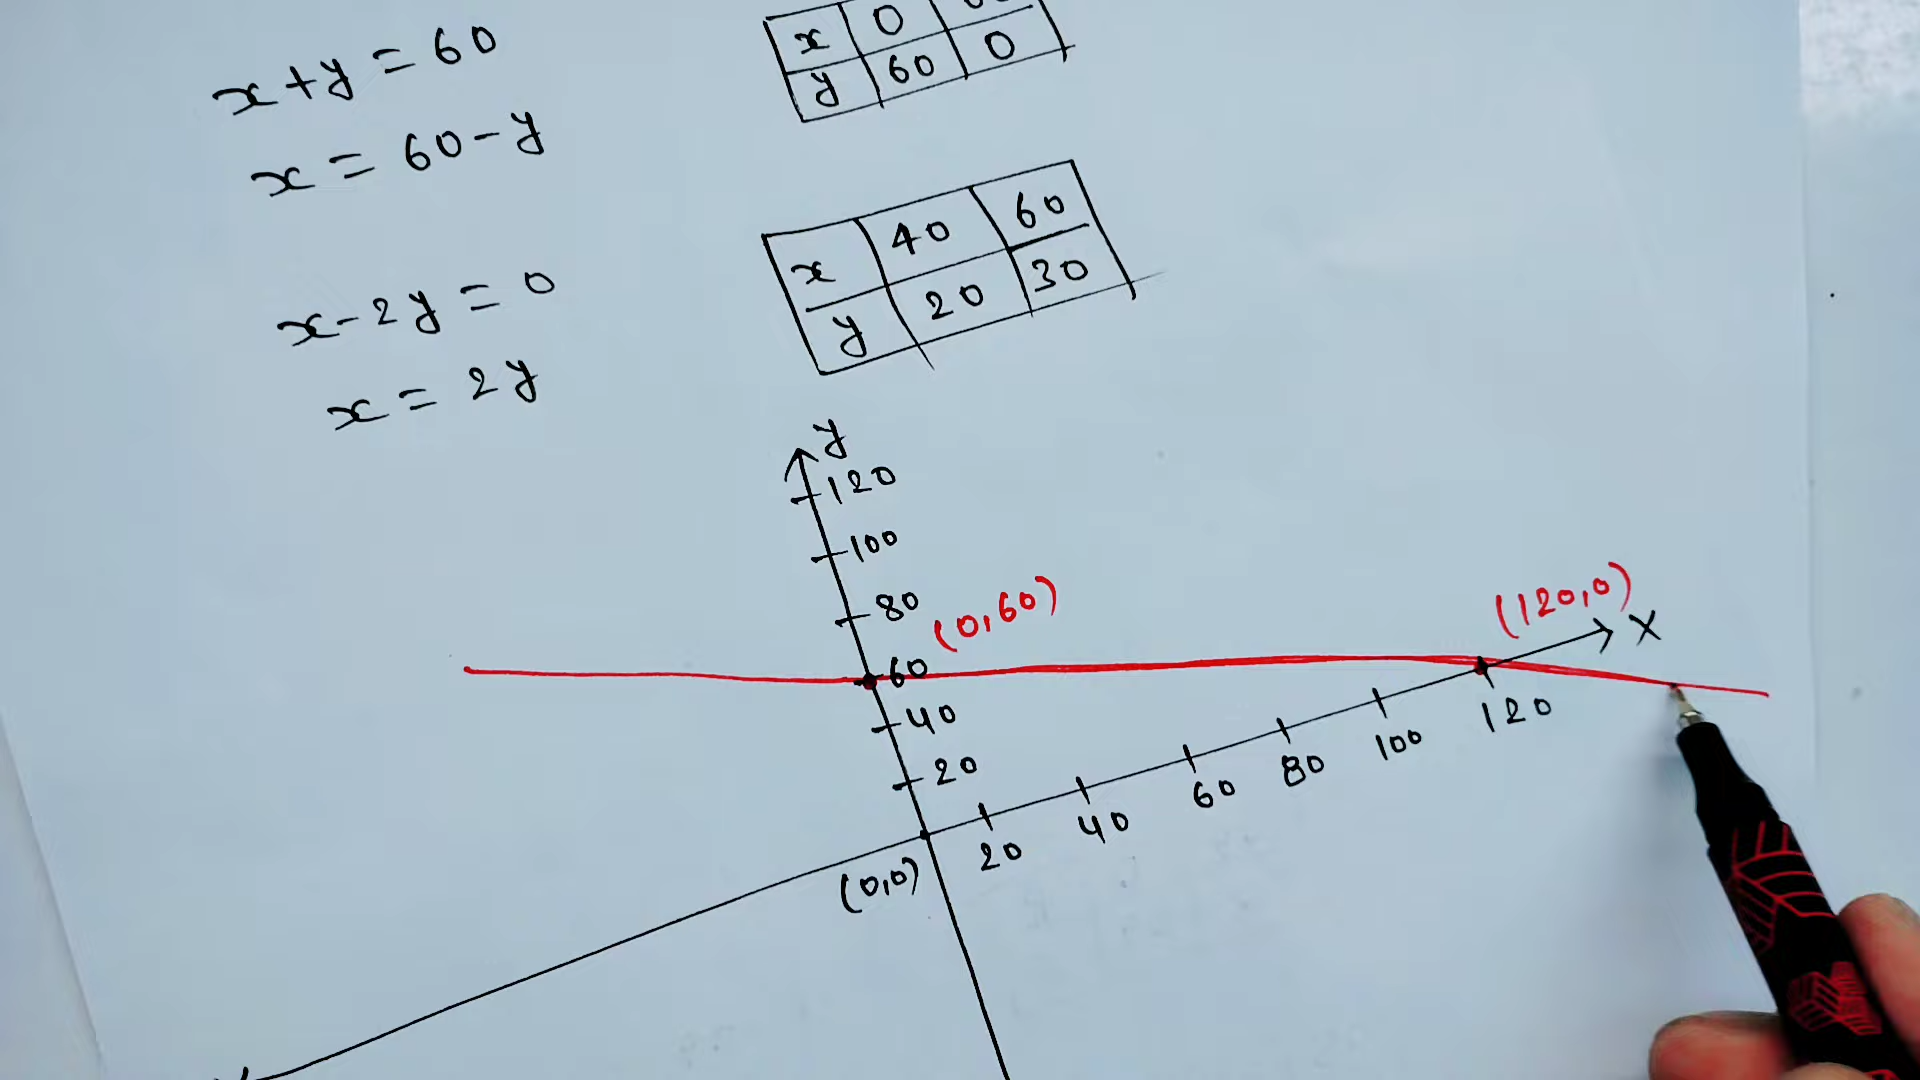 x+y=60
x=60-y
x 0
y 60 0
x-2y=0
x=2y
x 40 60
y 20 30
y
120
100
80
(0,60)
60
40
20
(0,0)
20
40
60
80
100
120
(120,0)
X